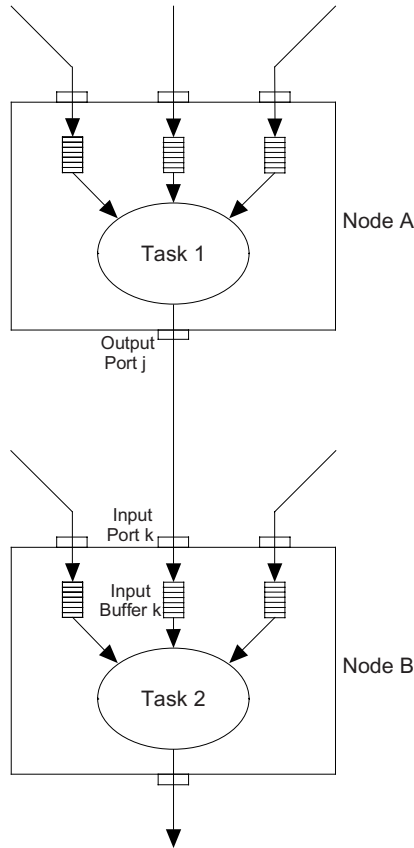 Node A
Task 1
Output
Port j
Input
Port k
Input
Buffer k
Node B
Task 2